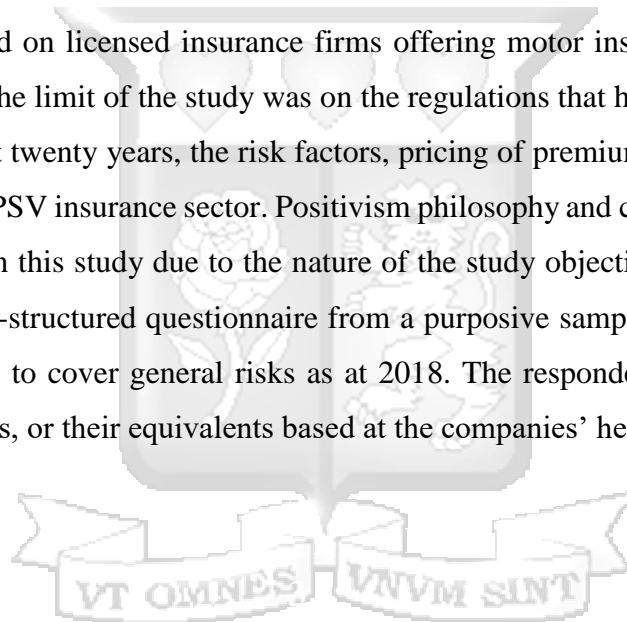 d on licensed insurance firms offering motor ins
he limit of the study was on the regulations that h
t twenty years, the risk factors, pricing of premium
PSV insurance sector. Positivism philosophy and c
n this study due to the nature of the study objecti
-structured questionnaire from a purposive samp
to cover general risks as at 2018. The responde
s, or their equivalents based at the companies’ he
VT OMNES VNVM SINT